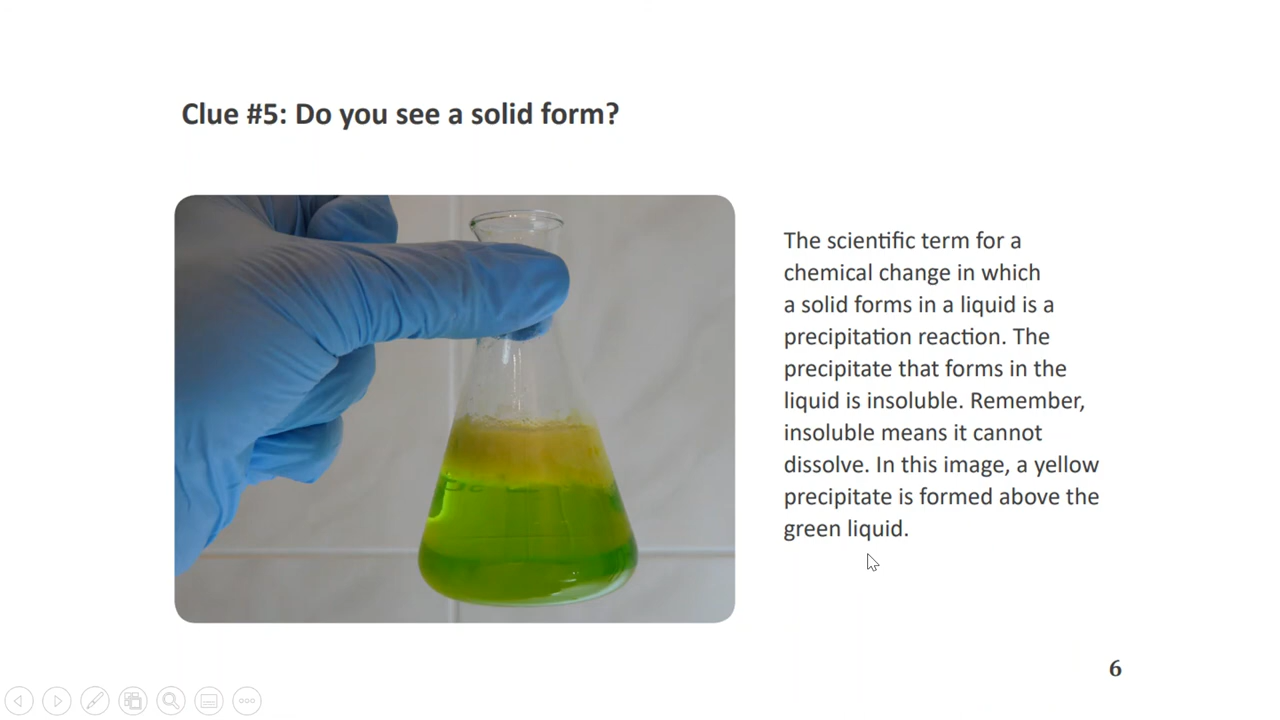 Clue #5: Do you see a solid form?
The scientific term for a
chemical change in which
a solid forms in a liquid is a
precipitation reaction. The
precipitate that forms in the
liquid is insoluble. Remember,
insoluble means it cannot
dissolve. In this image, a yellow
precipitate is formed above the
green liquid.
6